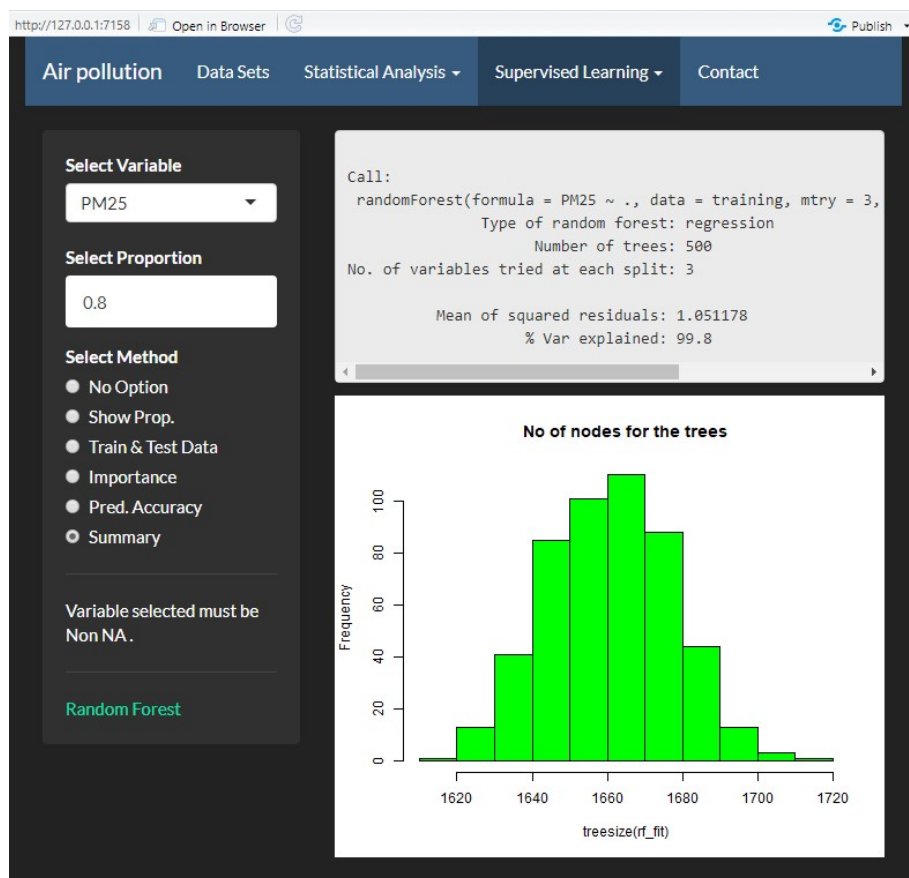 http://127.0.0.1:7158 Open in Browser Publish
Air pollution Data Sets Statistical Analysis Supervised Learning Contact
Select Variable
PM25
Select Proportion
0.8
Select Method
No Option
Show Prop.
Train & Test Data
Importance
Pred. Accuracy
Summary
Variable selected must be
Non NA .
Random Forest
Call:
randomForest(formula = PM25 ~ ., data = training, mtry = 3,
Type of random forest: regression
Number of trees: 500
No. of variables tried at each split: 3
Mean of squared residuals: 1.051178
% Var explained: 99.8
No of nodes for the trees
Frequency
100
80
60
40
20
0
1620 1640 1660 1680 1700 1720
treesize(rf_fit)